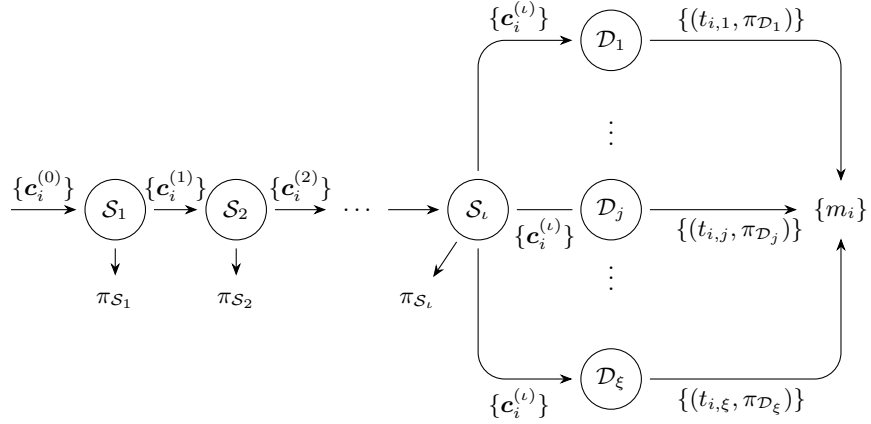 {c_i^{(ι)}} 𝒟_1 {(t_{i,1}, π_{𝒟_1})}
⋮
{c_i^{(0)}} 𝒮_1 {c_i^{(1)}} 𝒮_2 {c_i^{(2)}} ⋯ 𝒮_ι {c_i^{(ι)}} 𝒟_j {(t_{i,j}, π_{𝒟_j})} {m_i}
π_{𝒮_1} π_{𝒮_2} π_{𝒮_ι} ⋮
{c_i^{(ι)}} 𝒟_ξ {(t_{i,ξ}, π_{𝒟_ξ})}